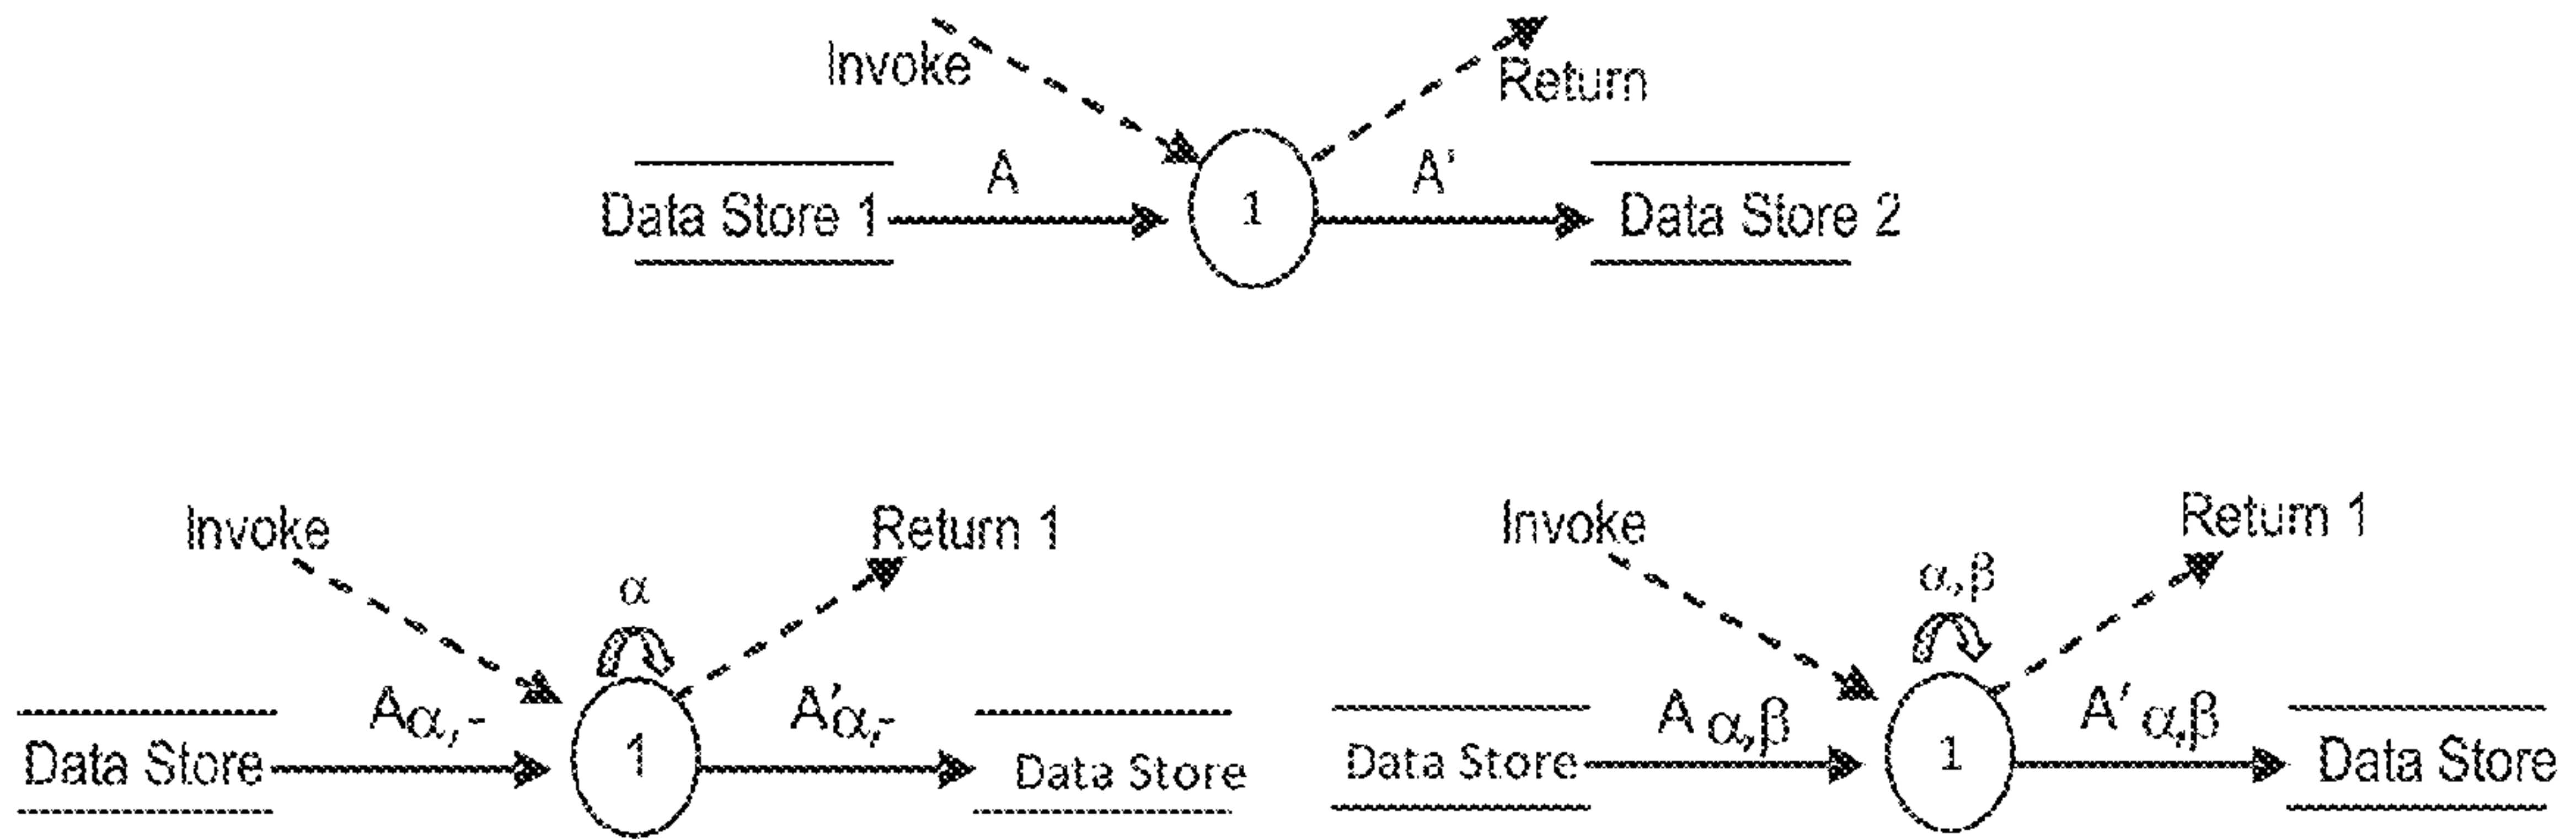 Invoke
Return
A
A'
Data Store 1
1
Data Store 2
Invoke
Return 1
α
Aα,-
A'α,-
Data Store
1
Data Store
Invoke
Return 1
α,β
A α,β
A' α,β
Data Store
1
Data Store